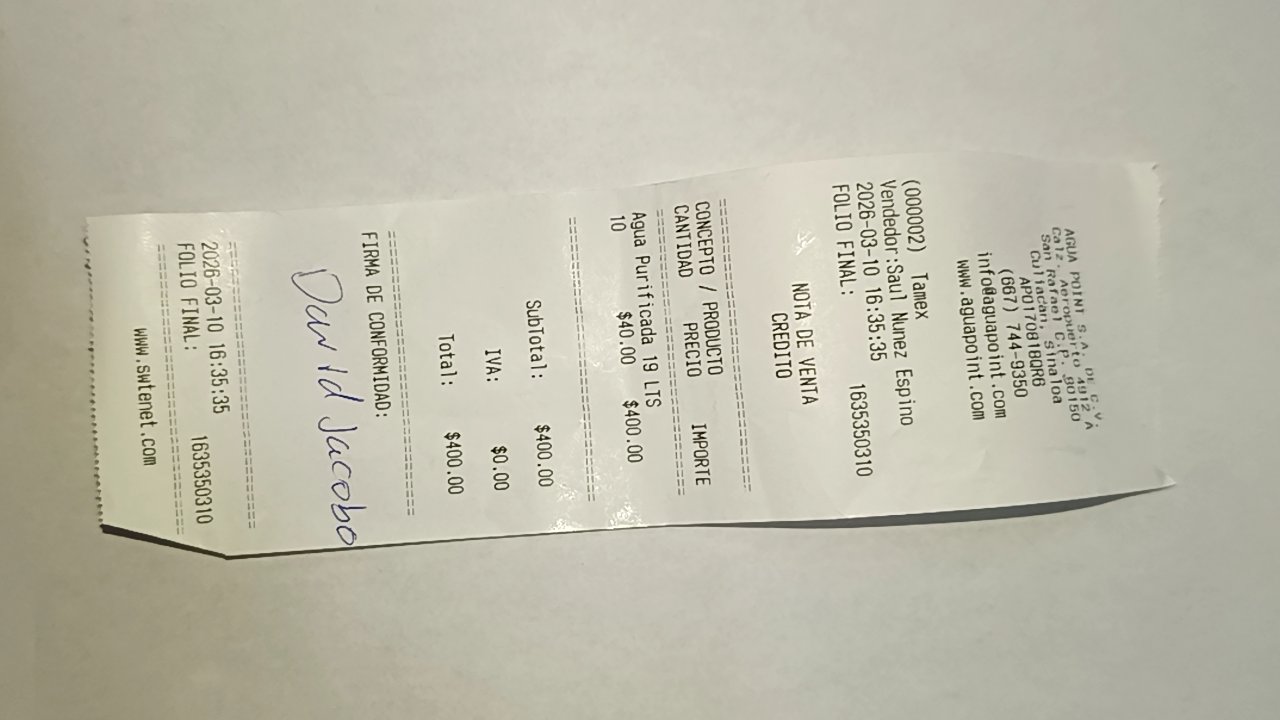 AGUA POINT S.A. DE C.V.
Calz Aeropuerto 4912 A
San Rafael C.P. 80150
Culiacan, Sinaloa
APO170818QR6
(667) 744-9350
info@aguapoint.com
www.aguapoint.com
(000002) Tamex
Vendedor:Saul Nunez Espino
2026-03-10 16:35:35
FOLIO FINAL: 1635350310
NOTA DE VENTA
CREDITO
CONCEPTO / PRODUCTO
CANTIDAD PRECIO IMPORTE
Agua Purificada 19 LTS
10 $40.00 $400.00
SubTotal: $400.00
IVA: $0.00
Total: $400.00
FIRMA DE CONFORMIDAD:
David Jacobo
2026-03-10 16:35:35
FOLIO FINAL: 1635350310
www.swtenet.com